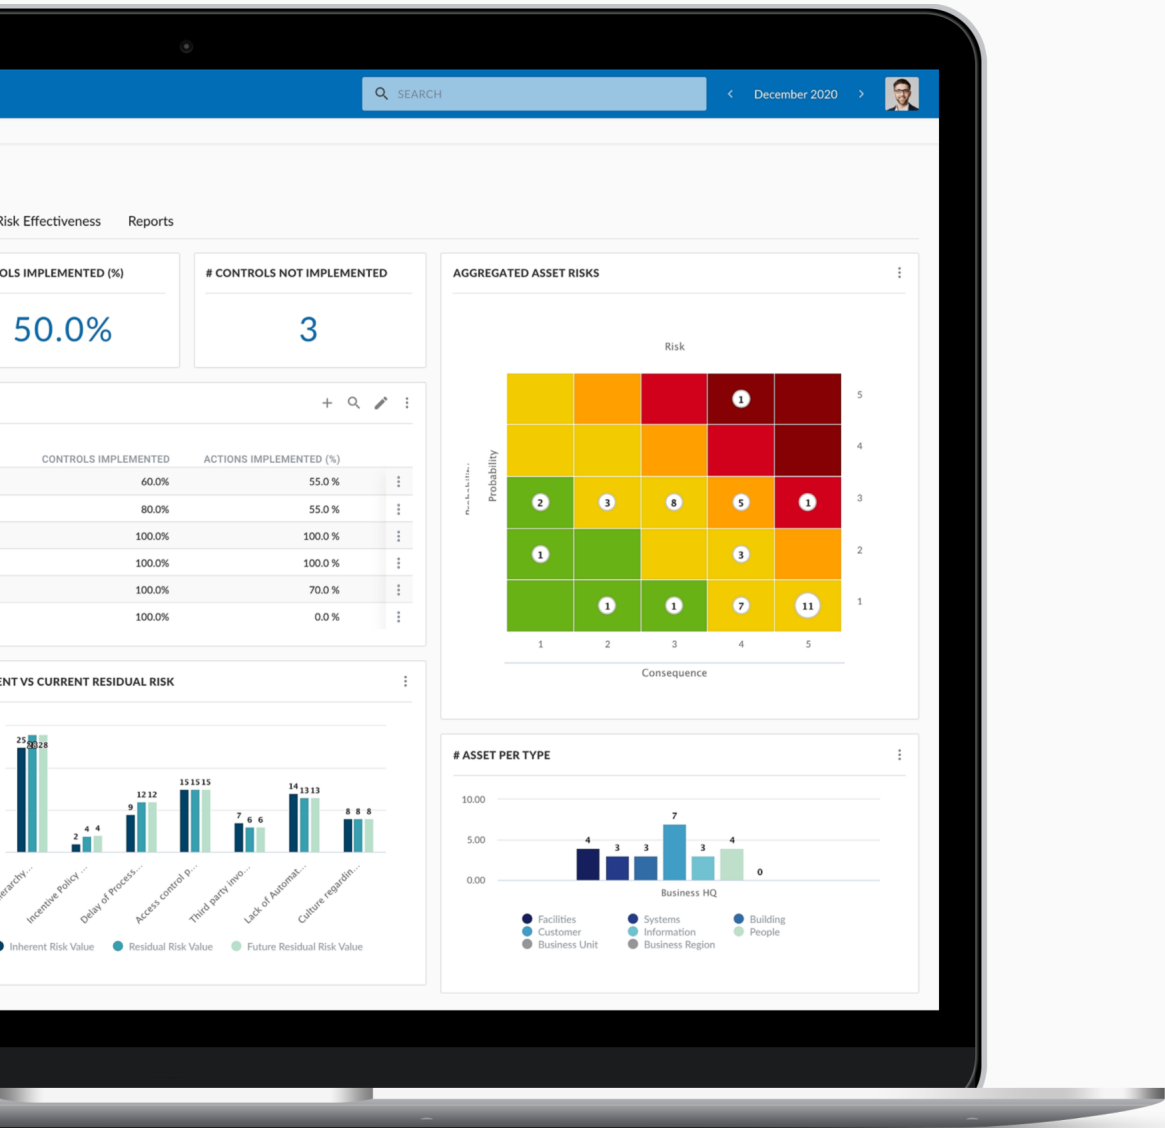 SEARCH
December 2020
Risk Effectiveness Reports
OLS IMPLEMENTED (%)
50.0%
# CONTROLS NOT IMPLEMENTED
3
CONTROLS IMPLEMENTED ACTIONS IMPLEMENTED (%)
60.0% 55.0 %
80.0% 55.0 %
100.0% 100.0 %
100.0% 100.0 %
100.0% 70.0 %
100.0% 0.0 %
ENT VS CURRENT RESIDUAL RISK
25 28 28
2 4 4
9 12 12
15 15 15
7 6 6
14 13 13
8 8 8
erarchy...
Incentive Policy ...
Delay of Process...
Access control p...
Third party invo...
Lack of Automat...
Culture regardin...
Inherent Risk Value Residual Risk Value Future Residual Risk Value
AGGREGATED ASSET RISKS
Risk
Probability
1 5
4
2 3 8 5 1 3
1 3 2
1 1 7 11 1
1 2 3 4 5
Consequence
# ASSET PER TYPE
10.00
5.00
0.00
4 3 3 7 3 4 0
Business HQ
Facilities Systems Building
Customer Information People
Business Unit Business Region